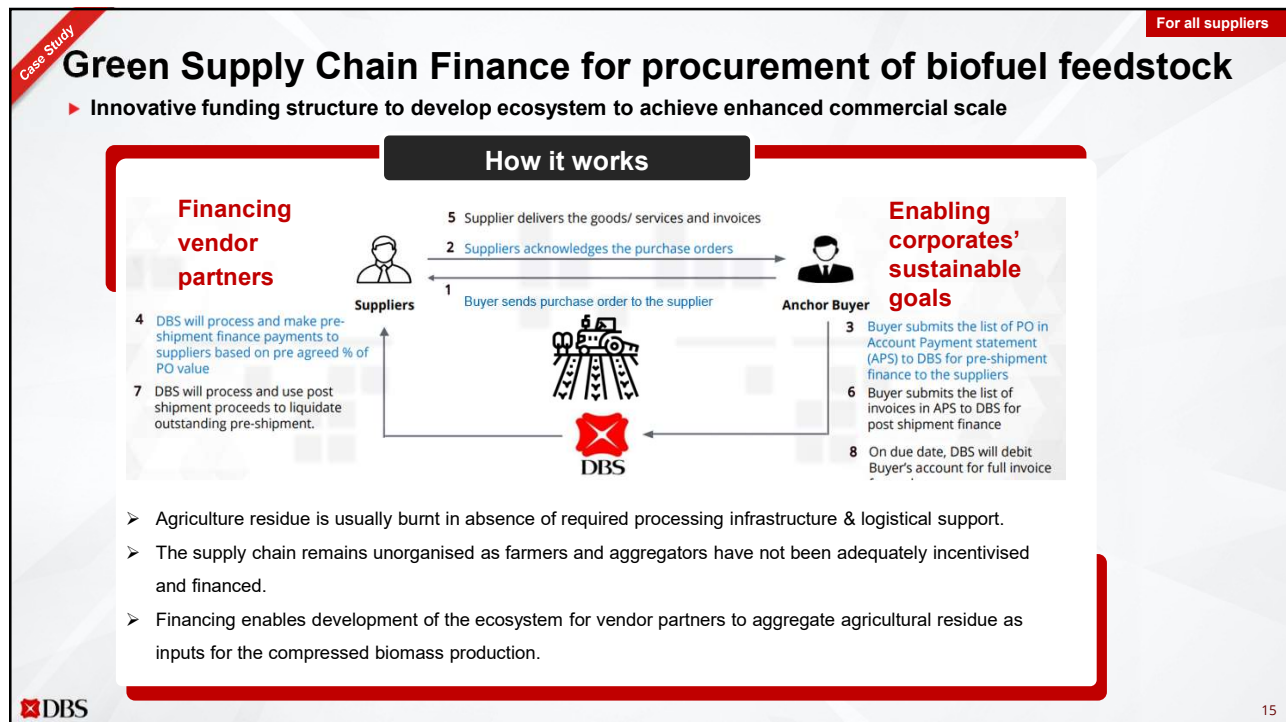 Case Study
For all suppliers
Green Supply Chain Finance for procurement of biofuel feedstock
Innovative funding structure to develop ecosystem to achieve enhanced commercial scale
How it works
Financing
vendor
partners
5 Supplier delivers the goods/ services and invoices
2 Suppliers acknowledges the purchase orders
1
Buyer sends purchase order to the supplier
Suppliers
Anchor Buyer
Enabling
corporates’
sustainable
goals
4 DBS will process and make pre-
shipment finance payments to
suppliers based on pre agreed % of
PO value
7 DBS will process and use post
shipment proceeds to liquidate
outstanding pre-shipment.
3 Buyer submits the list of PO in
Account Payment statement
(APS) to DBS for pre-shipment
finance to the suppliers
6 Buyer submits the list of
invoices in APS to DBS for
post shipment finance
8 On due date, DBS will debit
Buyer’s account for full invoice
DBS
➢ Agriculture residue is usually burnt in absence of required processing infrastructure & logistical support.
➢ The supply chain remains unorganised as farmers and aggregators have not been adequately incentivised
and financed.
➢ Financing enables development of the ecosystem for vendor partners to aggregate agricultural residue as
inputs for the compressed biomass production.
DBS
15